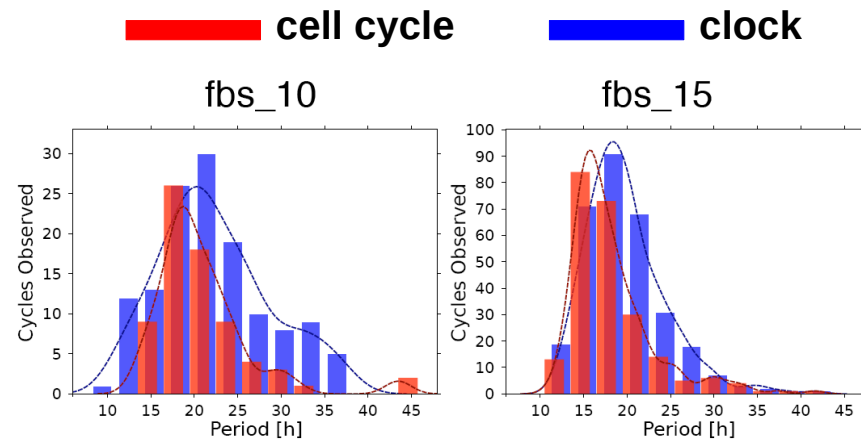 cell cycle clock
fbs_10 fbs_15
Cycles Observed
30
25
20
15
10
5
0
10 15 20 25 30 35 40 45
Period [h]
Cycles Observed
100
90
80
70
60
50
40
30
20
10
0
10 15 20 25 30 35 40 45
Period [h]